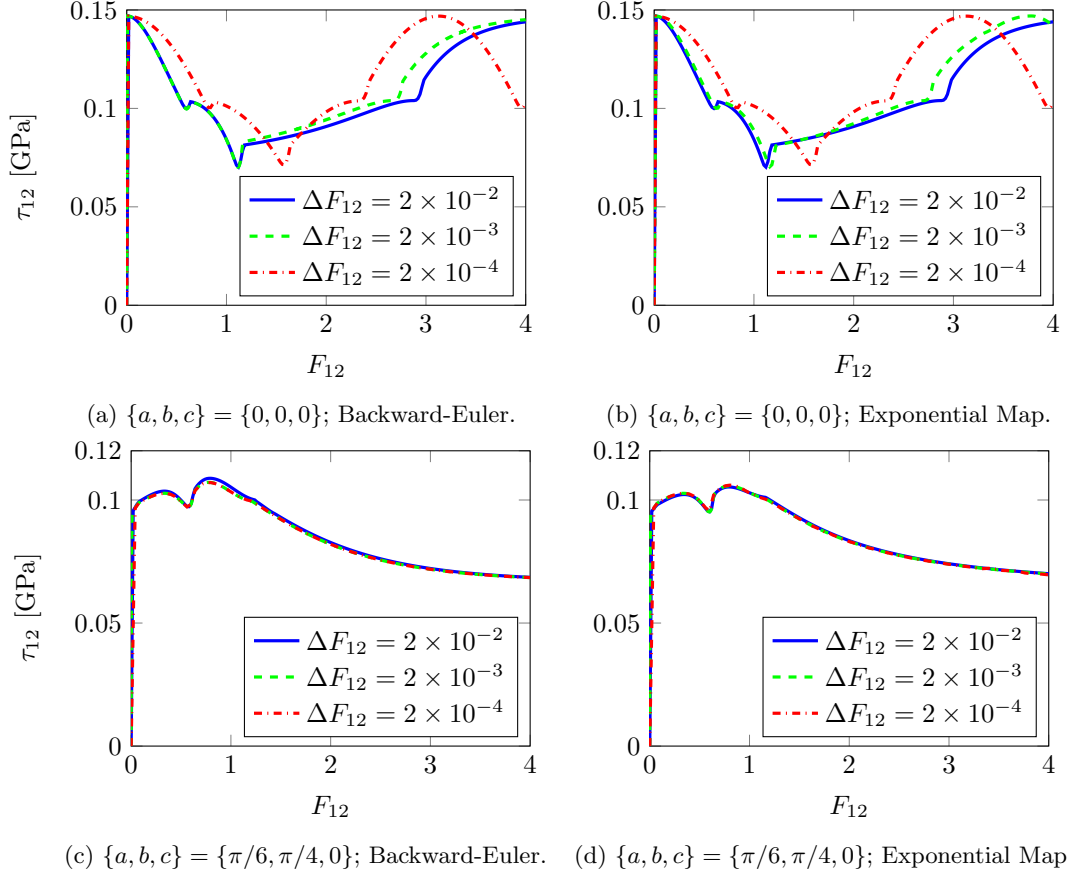 0 0.05 0.1 0.15
τ₁₂ [GPa]
ΔF₁₂ = 2 × 10⁻²
ΔF₁₂ = 2 × 10⁻³
ΔF₁₂ = 2 × 10⁻⁴
0 1 2 3 4
F₁₂
(a) {a, b, c} = {0, 0, 0}; Backward-Euler.
0 0.05 0.1 0.15
ΔF₁₂ = 2 × 10⁻²
ΔF₁₂ = 2 × 10⁻³
ΔF₁₂ = 2 × 10⁻⁴
0 1 2 3 4
F₁₂
(b) {a, b, c} = {0, 0, 0}; Exponential Map.
0 0.05 0.1 0.12
τ₁₂ [GPa]
ΔF₁₂ = 2 × 10⁻²
ΔF₁₂ = 2 × 10⁻³
ΔF₁₂ = 2 × 10⁻⁴
0 1 2 3 4
F₁₂
(c) {a, b, c} = {π/6, π/4, 0}; Backward-Euler.
0 0.05 0.1 0.12
ΔF₁₂ = 2 × 10⁻²
ΔF₁₂ = 2 × 10⁻³
ΔF₁₂ = 2 × 10⁻⁴
0 1 2 3 4
F₁₂
(d) {a, b, c} = {π/6, π/4, 0}; Exponential Map